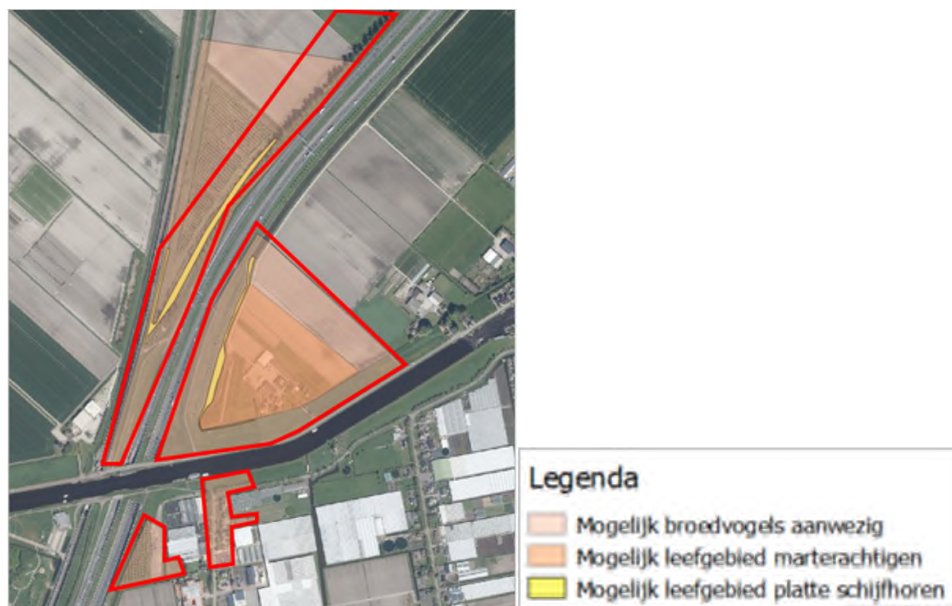 Legenda
Mogelijk broedvogels aanwezig
Mogelijk leefgebied marterachtigen
Mogelijk leefgebied platte schijfhoren